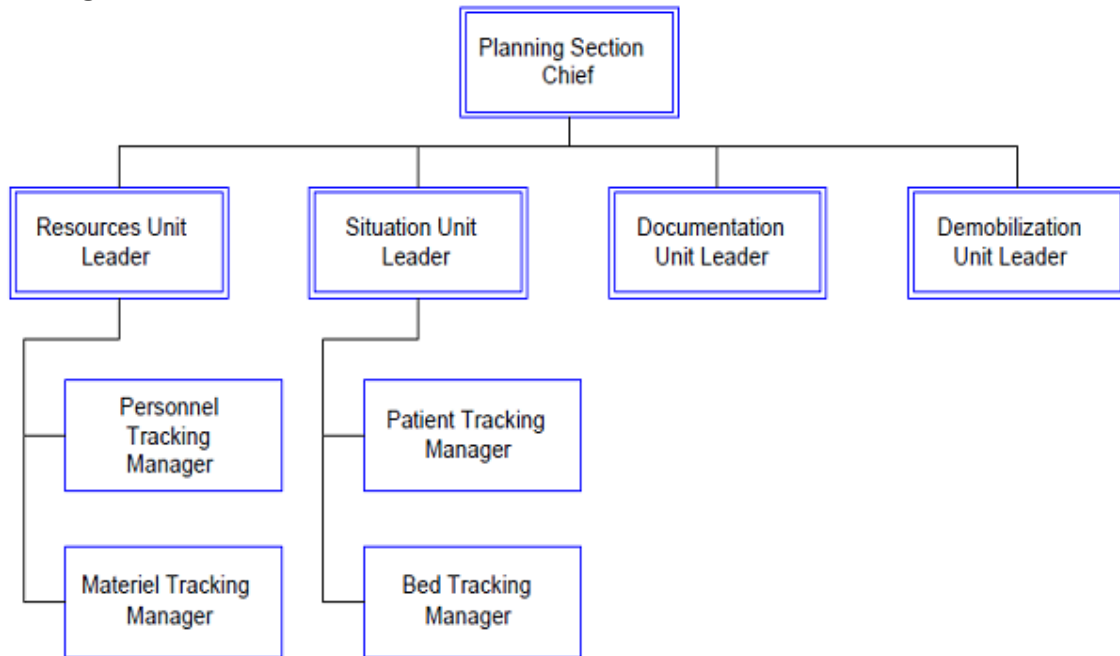 Planning Section
Chief
Resources Unit
Leader
Situation Unit
Leader
Documentation
Unit Leader
Demobilization
Unit Leader
Personnel
Tracking
Manager
Patient Tracking
Manager
Materiel Tracking
Manager
Bed Tracking
Manager